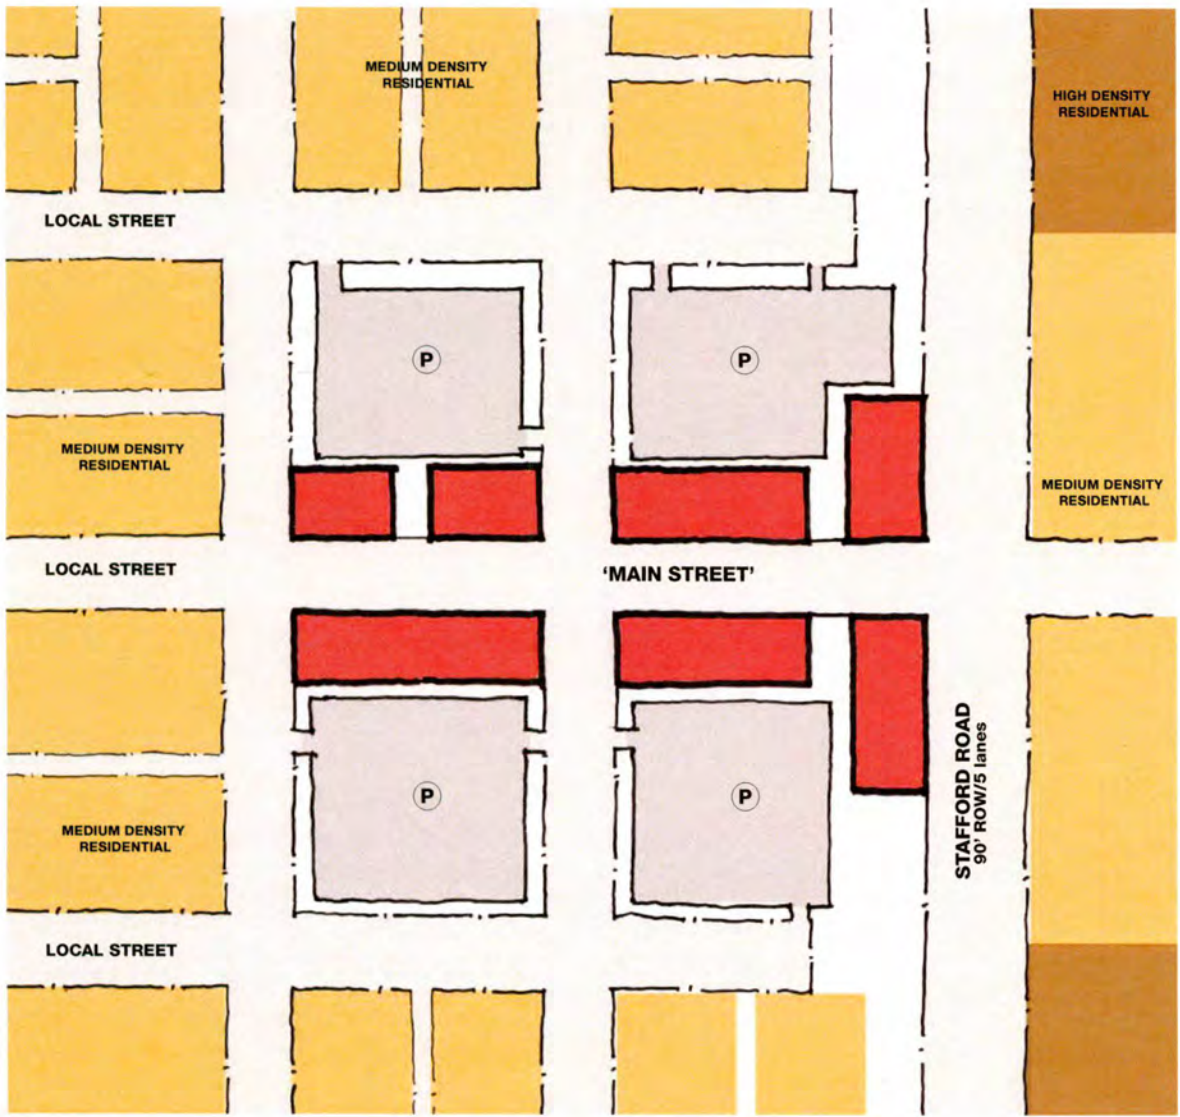 MEDIUM DENSITY
RESIDENTIAL
HIGH DENSITY
RESIDENTIAL
LOCAL STREET
P
P
MEDIUM DENSITY
RESIDENTIAL
MEDIUM DENSITY
RESIDENTIAL
LOCAL STREET
'MAIN STREET'
STAFFORD ROAD
90' ROW/5 lanes
P
P
MEDIUM DENSITY
RESIDENTIAL
LOCAL STREET